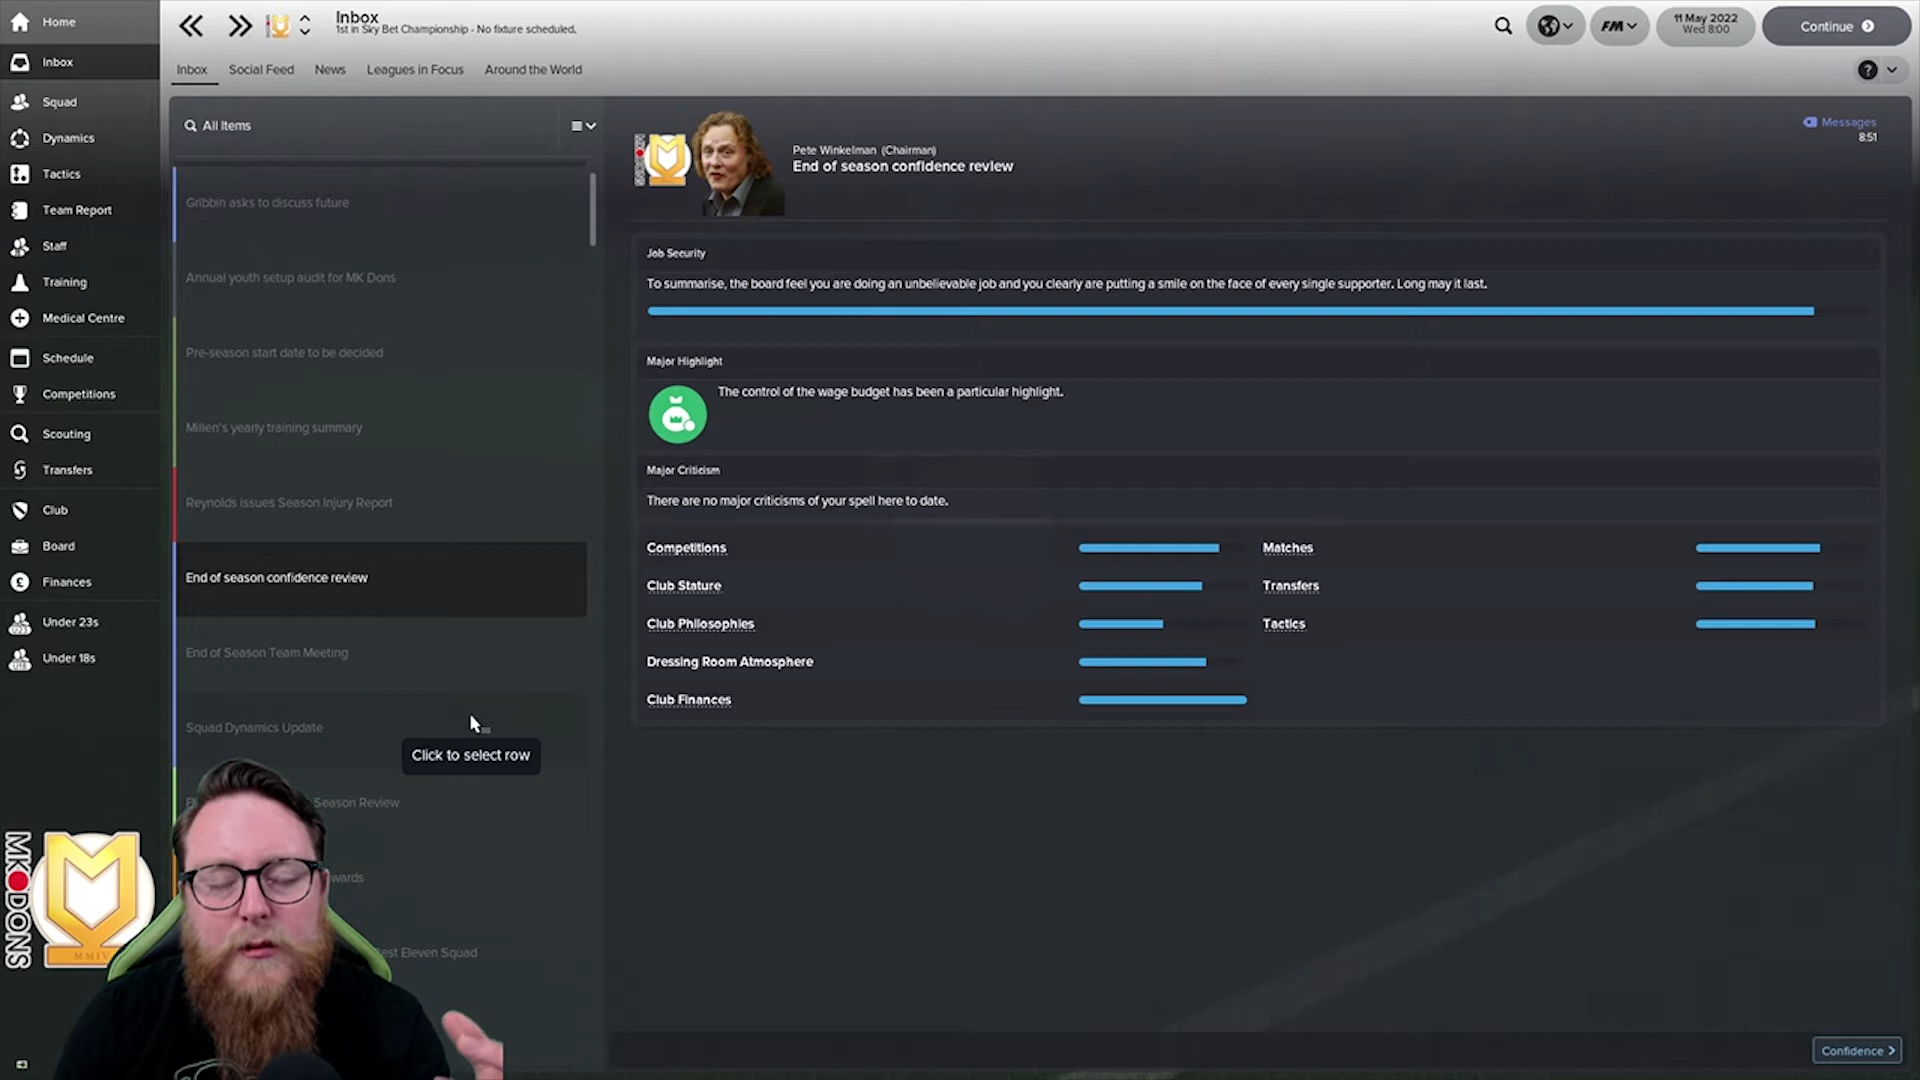 Home
Inbox
Squad
Dynamics
Tactics
Team Report
Staff
Training
Medical Centre
Schedule
Competitions
Scouting
Transfers
Club
Board
Finances
Under 23s
Under 18s
Inbox
1st in Sky Bet Championship - No fixture scheduled.
FM
11 May 2022
Wed 8:00
Continue
Inbox
Social Feed
News
Leagues in Focus
Around the World
All Items
Gribbin asks to discuss future
Annual youth setup audit for MK Dons
Pre-season start date to be decided
Millen's yearly training summary
Reynolds issues Season Injury Report
End of season confidence review
End of Season Team Meeting
Squad Dynamics Update
Click to select row
Season Review
Eleven Squad
Pete Winkelman (Chairman)
End of season confidence review
Messages
8:51
Job Security
To summarise, the board feel you are doing an unbelievable job and you clearly are putting a smile on the face of every single supporter. Long may it last.
Major Highlight
The control of the wage budget has been a particular highlight.
Major Criticism
There are no major criticisms of your spell here to date.
Competitions
Matches
Club Stature
Transfers
Club Philosophies
Tactics
Dressing Room Atmosphere
Club Finances
Confidence
MK DONS
MMIV